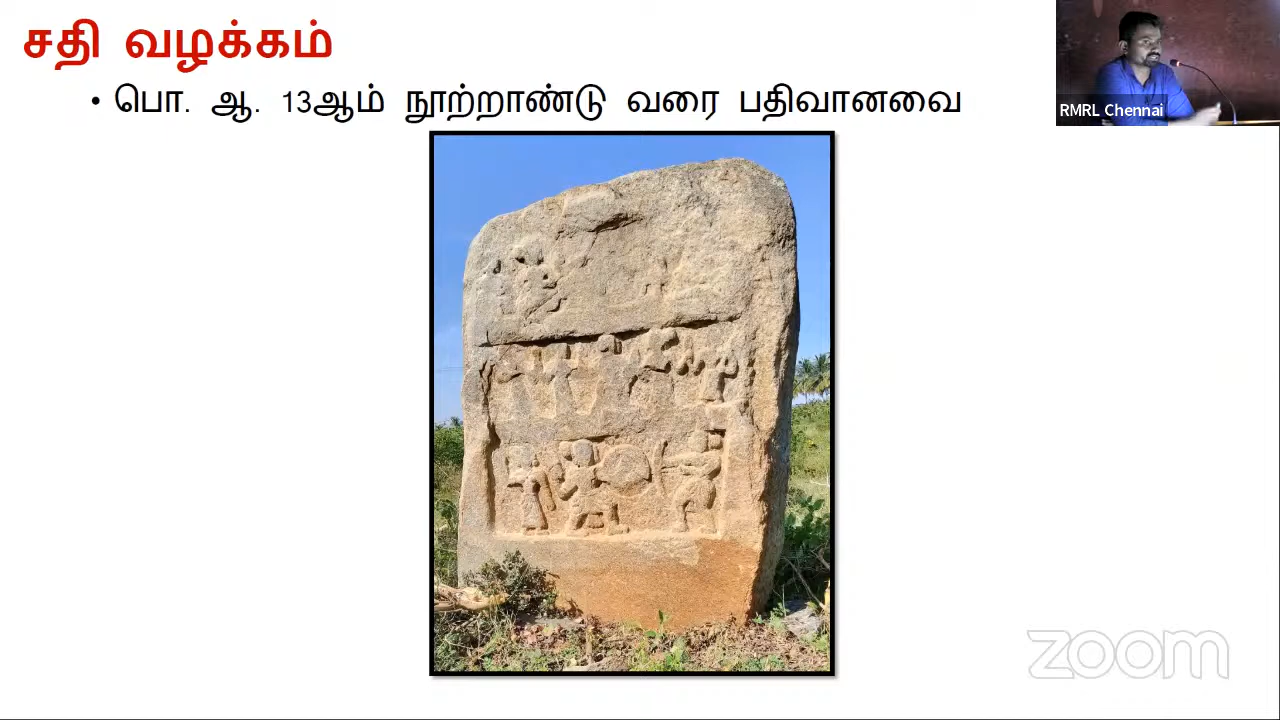 சதி வழக்கம்
• பொ. ஆ. 13ஆம் நூற்றாண்டு வரை பதிவானவை
RMRL Chennai
zoom